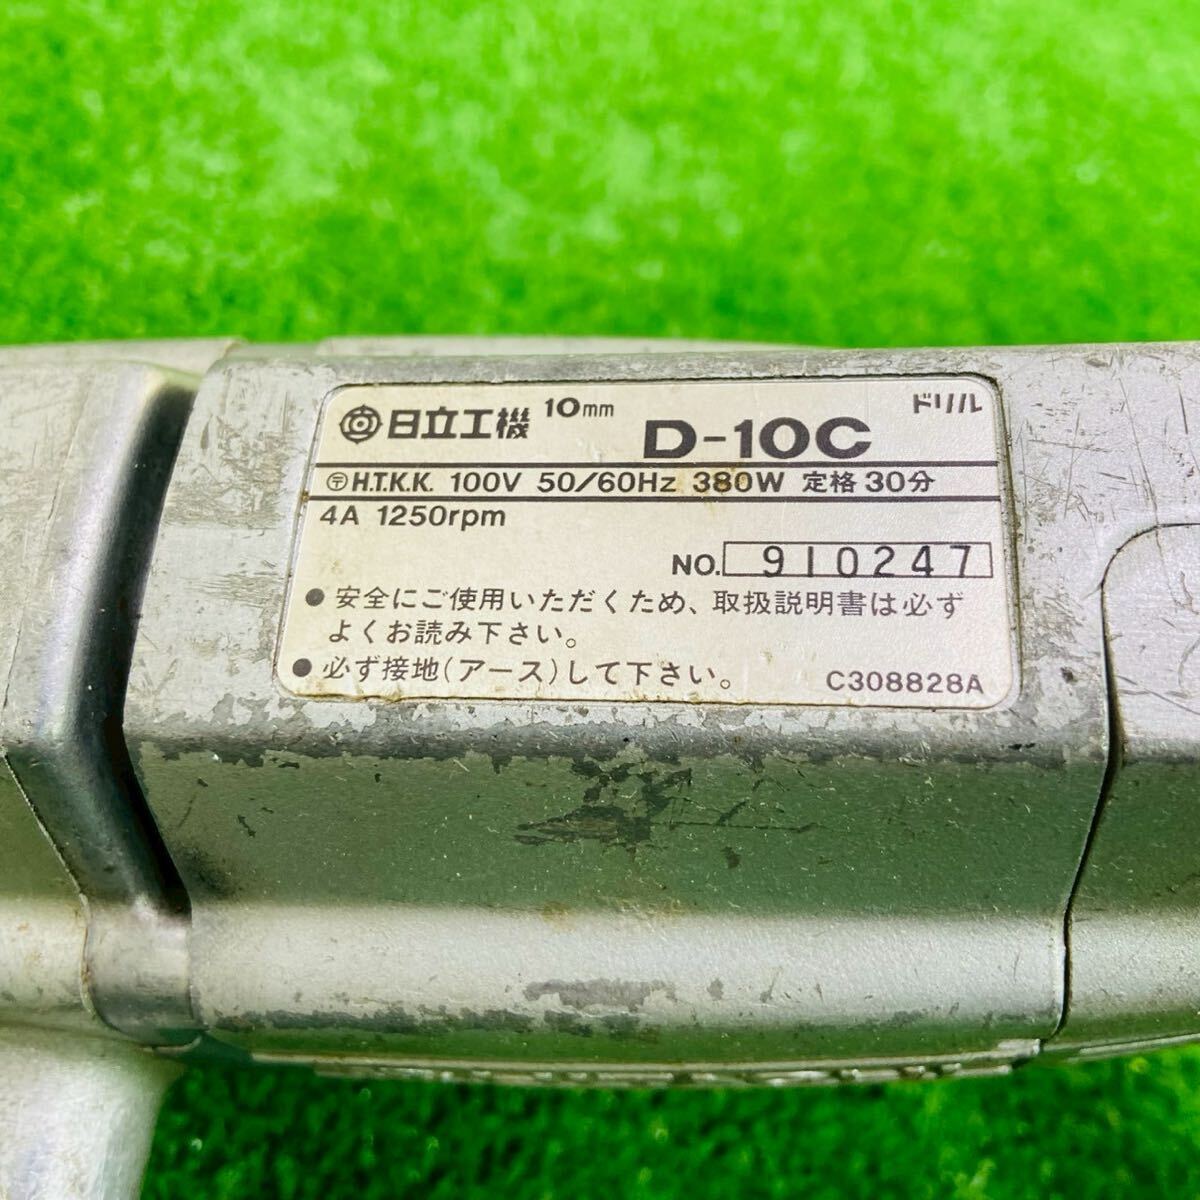 日立工機 10mm D-10C ドリル
〒 H.T.K.K. 100V 50/60Hz 380W 定格30分
4A 1250rpm
NO. 910247
● 安全にご使用いただくため、取扱説明書は必ず
よくお読み下さい。
● 必ず接地(アース)して下さい。 C308828A